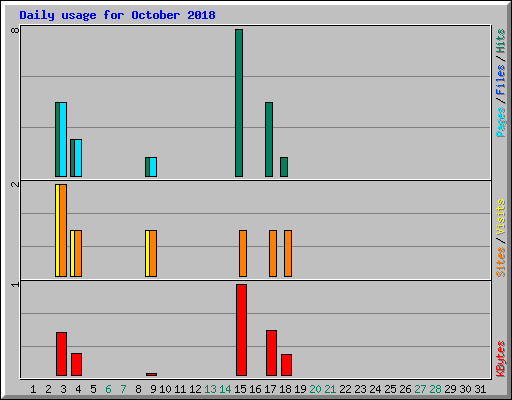 Daily usage for October 2018
8
2
1
Pages/Files/Hits
Sites/Visits
KBytes
1 2 3 4 5 6 7 8 9 10 11 12 13 14 15 16 17 18 19 20 21 22 23 24 25 26 27 28 29 30 31